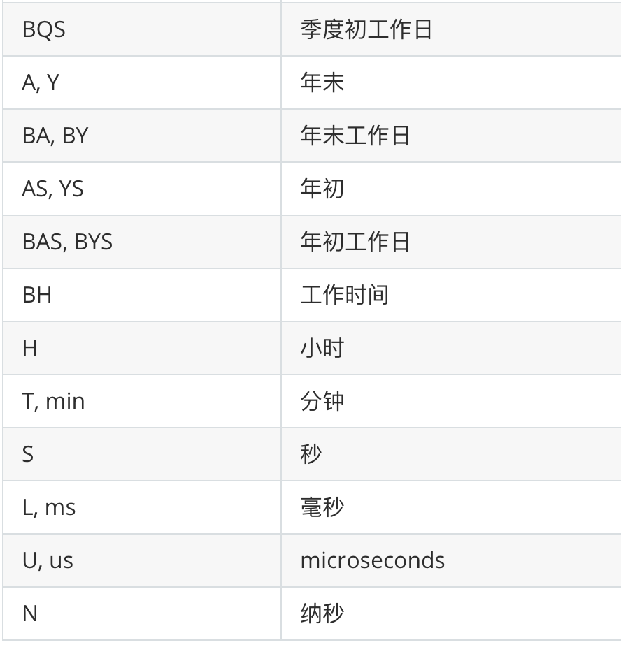 BQS 季度初工作日
A, Y 年末
BA, BY 年末工作日
AS, YS 年初
BAS, BYS 年初工作日
BH 工作时间
H 小时
T, min 分钟
S 秒
L, ms 毫秒
U, us microseconds
N 纳秒